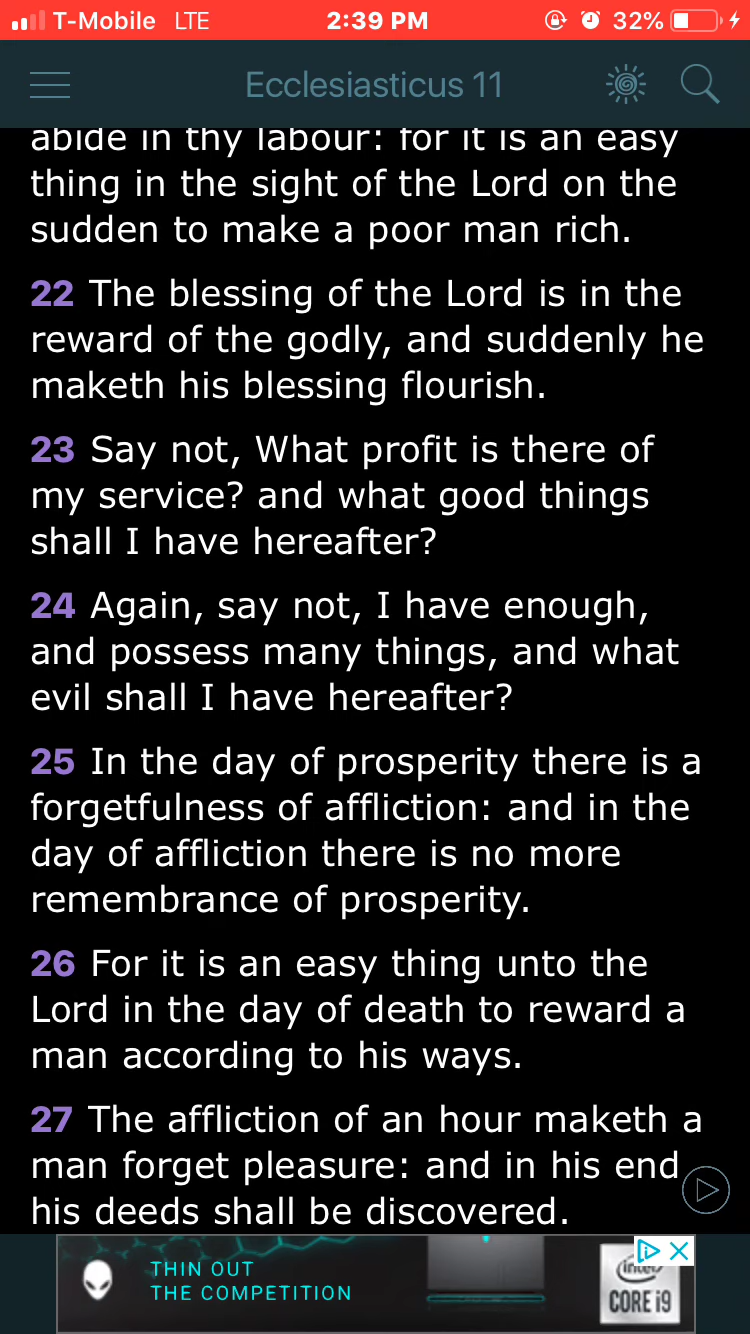 T-Mobile LTE 2:39 PM 32%
Ecclesiasticus 11
abide in thy labour: for it is an easy
thing in the sight of the Lord on the
sudden to make a poor man rich.
22 The blessing of the Lord is in the
reward of the godly, and suddenly he
maketh his blessing flourish.
23 Say not, What profit is there of
my service? and what good things
shall I have hereafter?
24 Again, say not, I have enough,
and possess many things, and what
evil shall I have hereafter?
25 In the day of prosperity there is a
forgetfulness of affliction: and in the
day of affliction there is no more
remembrance of prosperity.
26 For it is an easy thing unto the
Lord in the day of death to reward a
man according to his ways.
27 The affliction of an hour maketh a
man forget pleasure: and in his end
his deeds shall be discovered.
THIN OUT
THE COMPETITION
intel
CORE i9